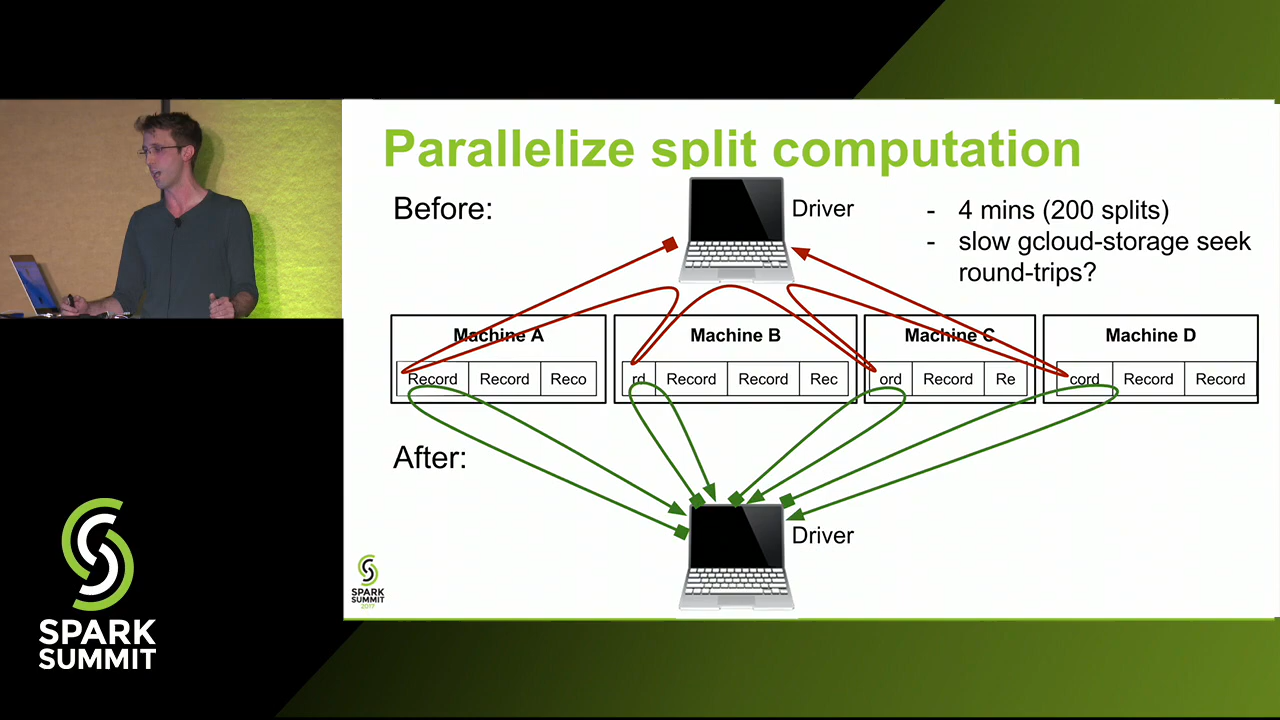 Parallelize split computation
Before:
Driver
- 4 mins (200 splits)
- slow gcloud-storage seek
round-trips?
Machine A
Machine B
Machine C
Machine D
Record Record Reco
rd Record Record Rec
ord Record Re
cord Record Record
After:
Driver
SPARK
SUMMIT
2017
SPARK
SUMMIT